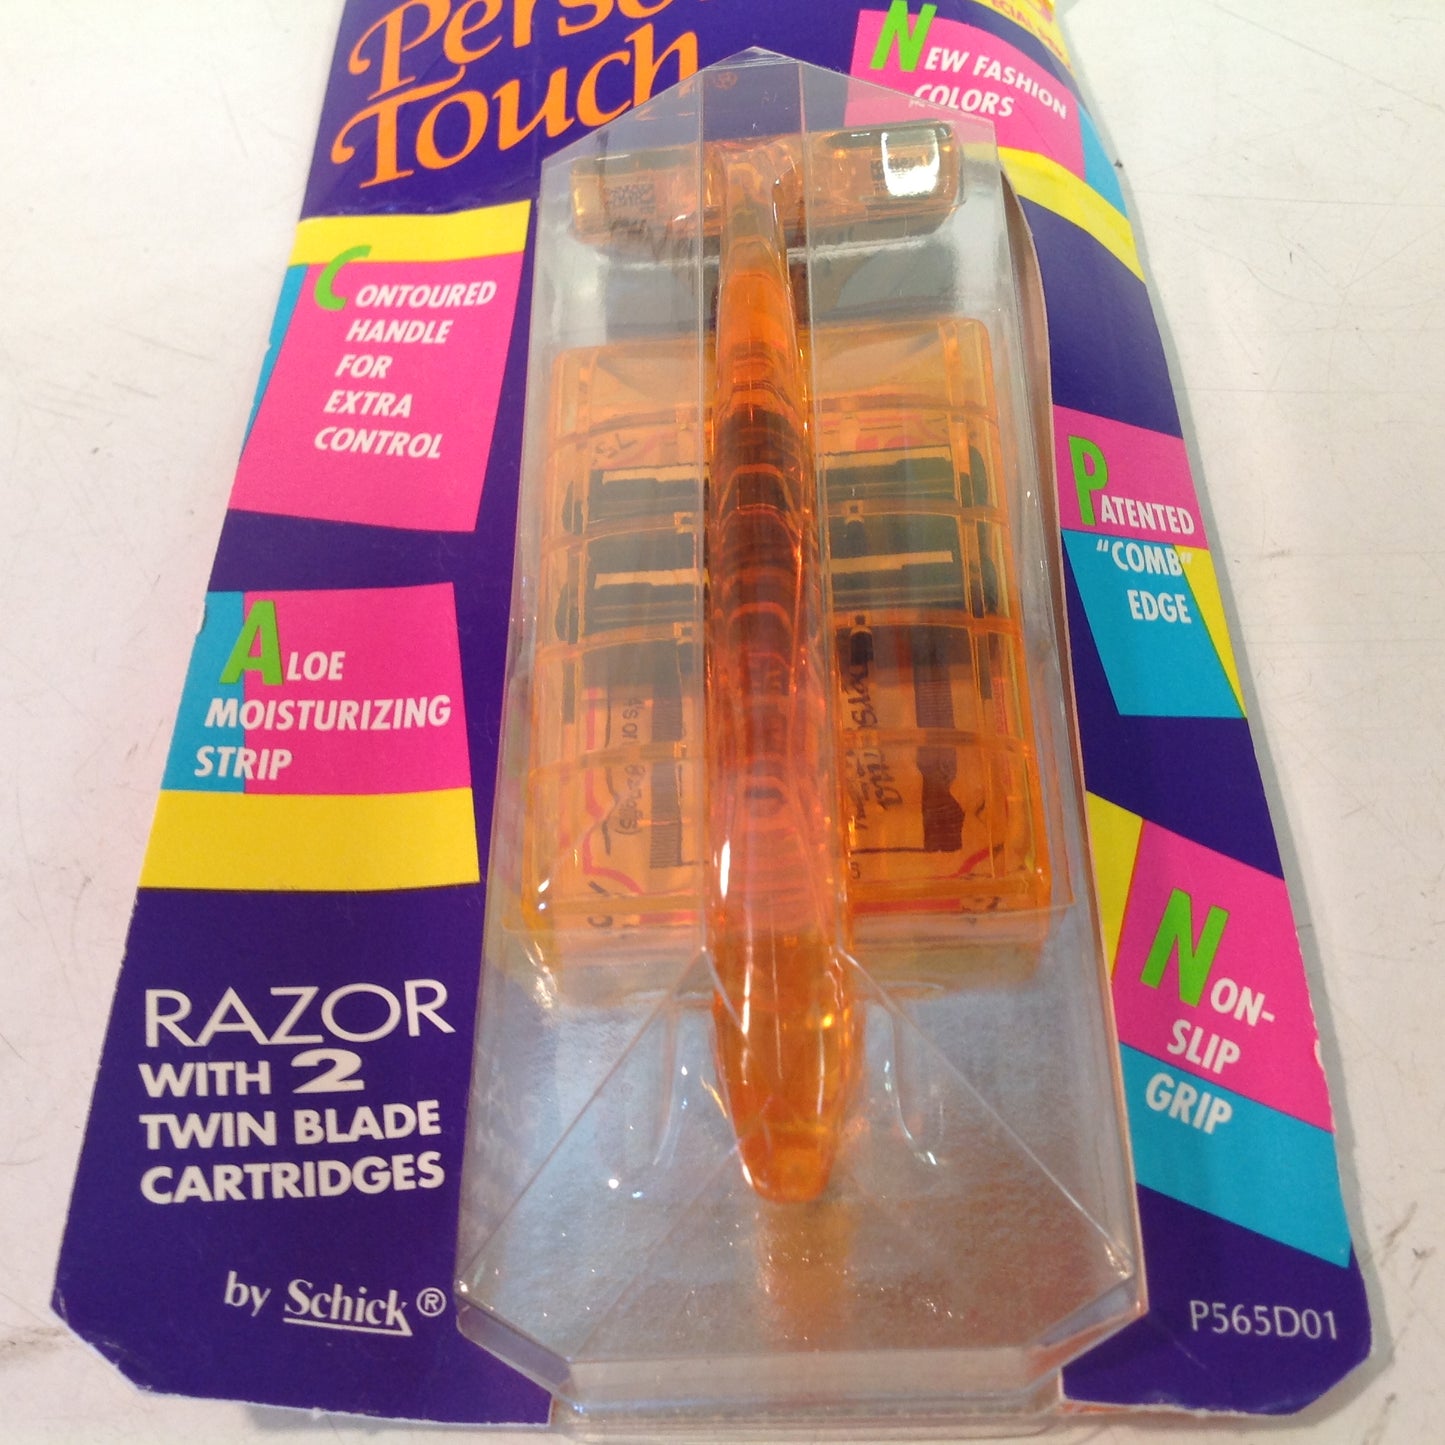 Touch®
NEW FASHION
COLORS
CONTOURED
HANDLE
FOR
EXTRA
CONTROL
PATENTED
"COMB"
EDGE
ALOE
MOISTURIZING
STRIP
NON-
SLIP
GRIP
RAZOR
WITH 2
TWIN BLADE
CARTRIDGES
by Schick®
P565D01